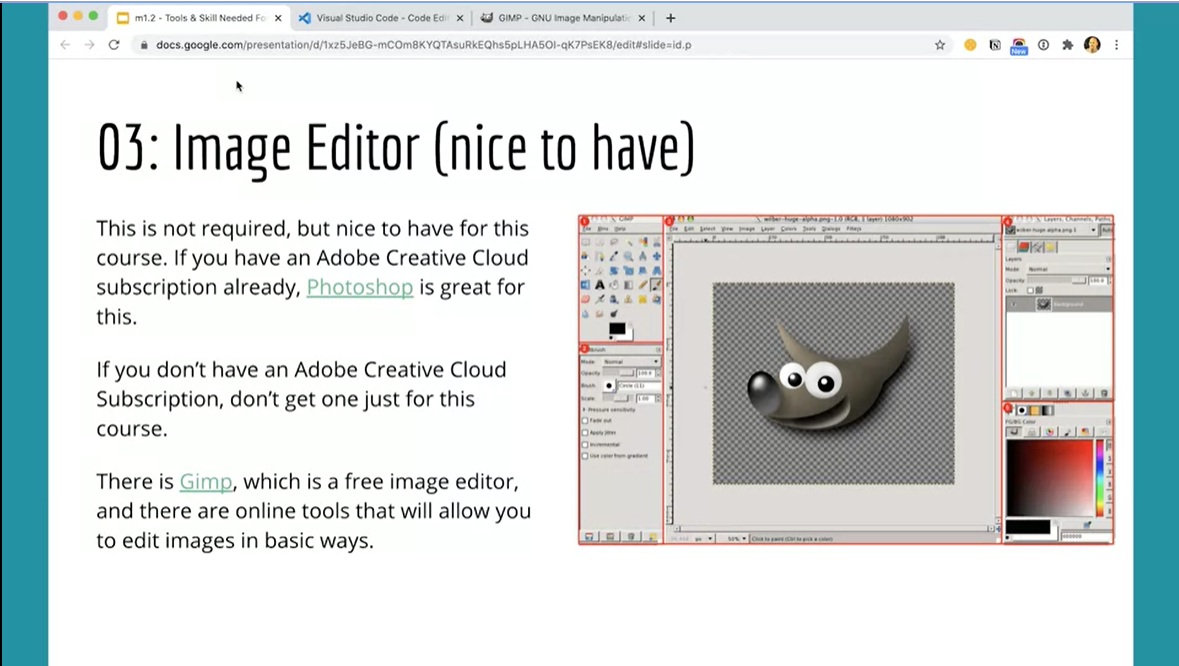 m1.2 - Tools & Skill Needed Fo
Visual Studio Code - Code Edi
GIMP - GNU Image Manipulati
docs.google.com/presentation/d/1xz5JeBG-mCOm8KYQTAsuRkEQhs5pLHA5OI-qK7PsEK8/edit#slide=id.p
New
03: Image Editor (nice to have)
This is not required, but nice to have for this
course. If you have an Adobe Creative Cloud
subscription already, Photoshop is great for
this.
If you don’t have an Adobe Creative Cloud
Subscription, don’t get one just for this
course.
There is Gimp, which is a free image editor,
and there are online tools that will allow you
to edit images in basic ways.
GIMP
wilber-huge-alpha.png-1.0 (RGB, 1 layer) 1080x902
File Edit Select View Image Layer Colors Tools Dialogs Filters
Mode: Normal
Opacity: 100.0
Brush: Circle (11)
Scale: 1.00
Pressure sensitivity
Fade out
Apply Jitter
Incremental
Use color from gradient
px
50%
Click to paint (Ctrl to pick a color)
Layers, Channels, Paths,
wilber-huge-alpha.png-1
Layers
Mode: Normal
Opacity: 100.0
Lock:
Background
FG/BG Color
000000